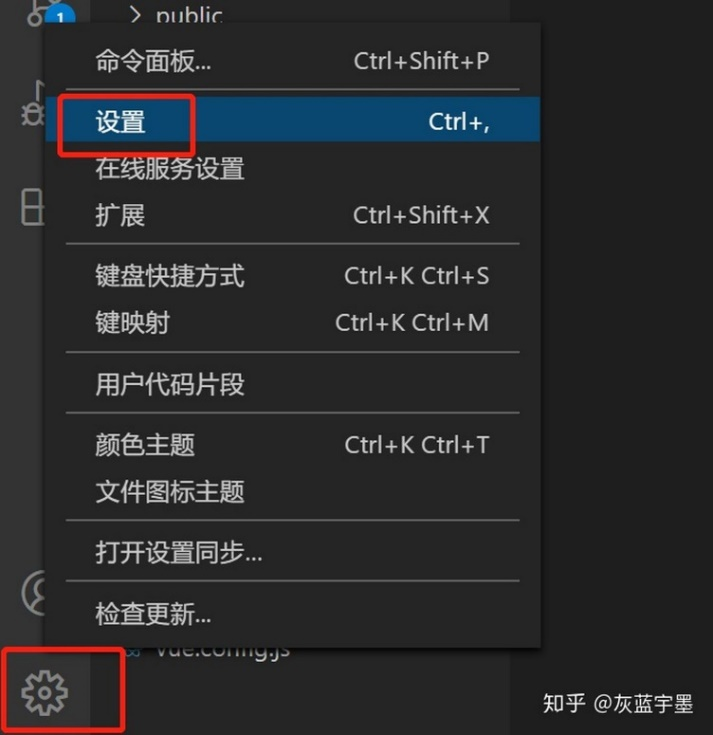 1
public
命令面板... Ctrl+Shift+P
设置 Ctrl+,
在线服务设置
扩展 Ctrl+Shift+X
键盘快捷方式 Ctrl+K Ctrl+S
键映射 Ctrl+K Ctrl+M
用户代码片段
颜色主题 Ctrl+K Ctrl+T
文件图标主题
打开设置同步...
检查更新...
vue.config.js
知乎 @灰蓝宇墨